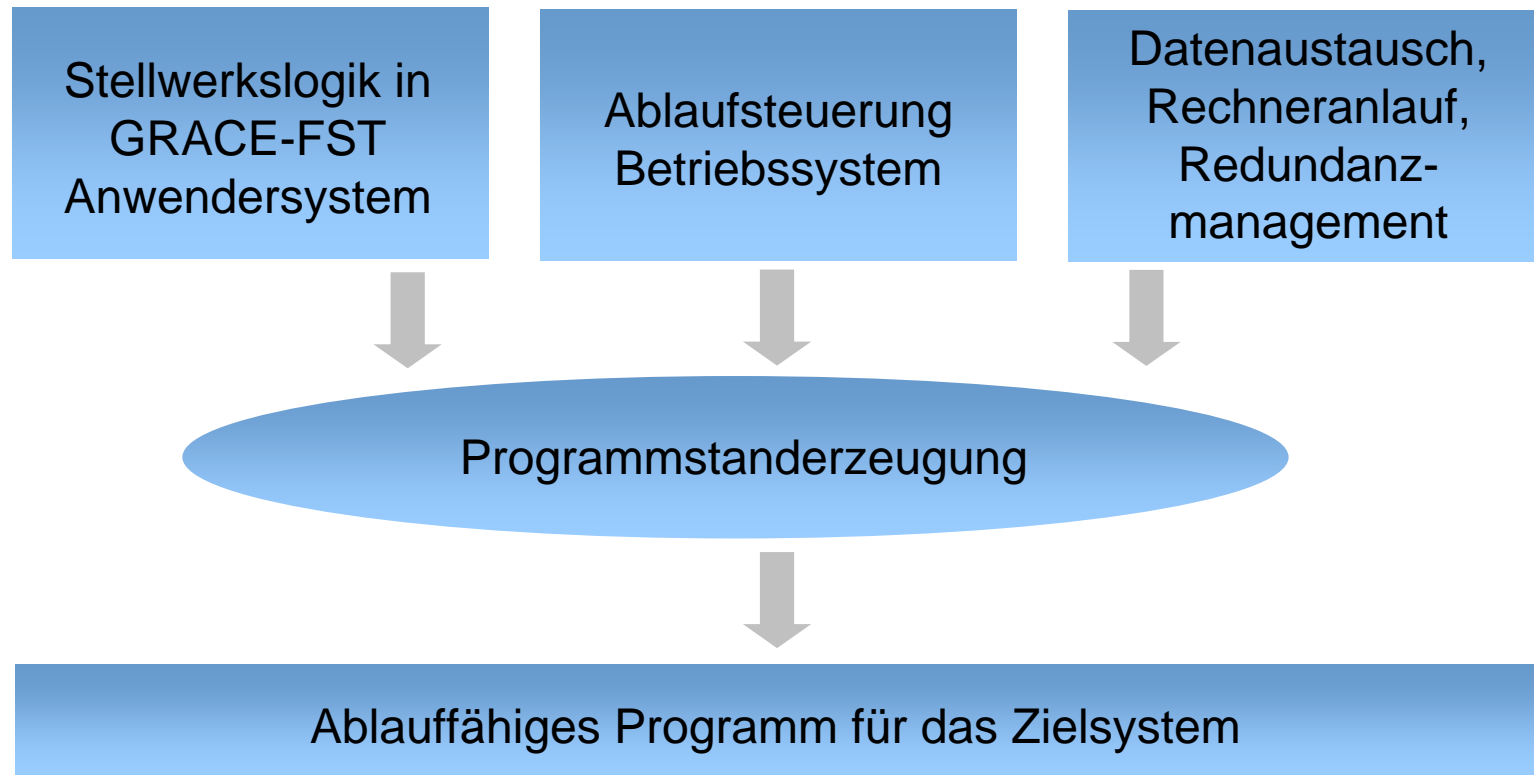 Stellwerkslogik in
GRACE-FST
Anwendersystem
Ablaufsteuerung
Betriebssystem
Datenaustausch,
Rechneranlauf,
Redundanz-
management
Programmstanderzeugung
Ablauffähiges Programm für das Zielsystem